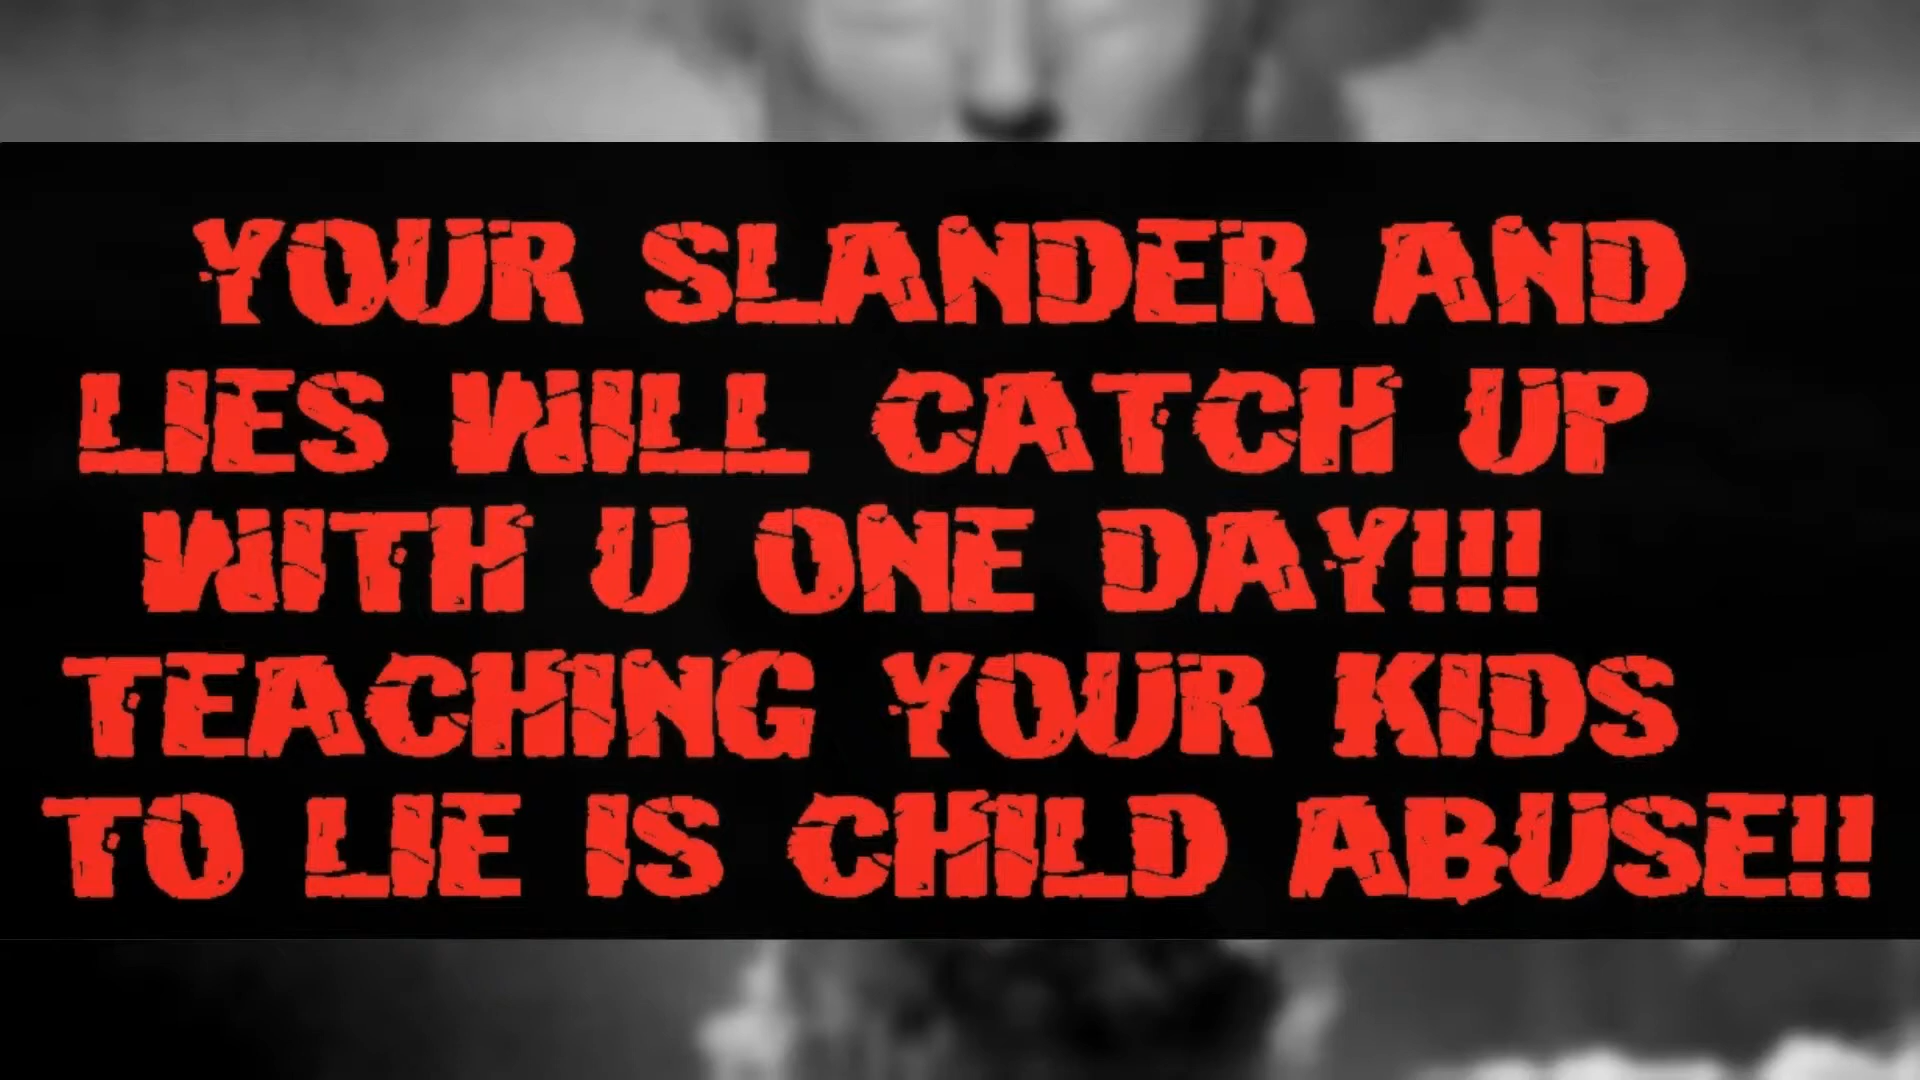 YOUR SLANDER AND
LIES WILL CATCH UP
WITH U ONE DAY!!!
TEACHING YOUR KIDS
TO LIE IS CHILD ABUSE!!